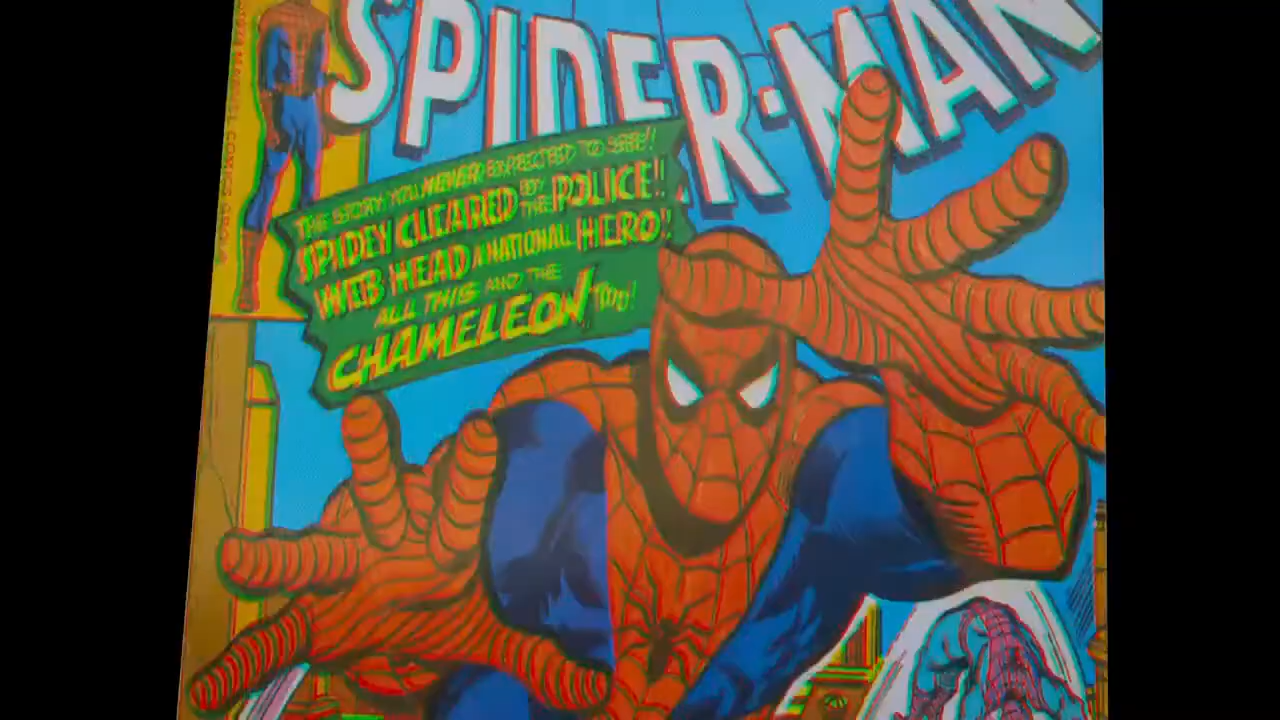 SPIDER-MAN
THE STORY YOU NEVER EXPECTED TO SEE!!
SPIDEY CLEARED BY THE POLICE!!
WEB HEAD A NATIONAL HERO!!
ALL THIS AND THE
CHAMELEON TOO!